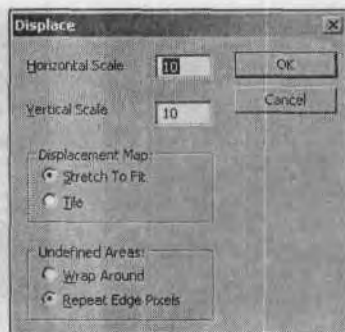 Displace
Horizontal Scale 10 OK
Vertical Scale 10 Cancel
Displacement Map:
Stretch To Fit
Tile
Undefined Areas:
Wrap Around
Repeat Edge Pixels